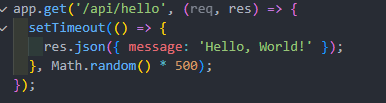 app.get('/api/hello', (req, res) => {
  setTimeout(() => {
    res.json({ message: 'Hello, World!' });
  }, Math.random() * 500);
});